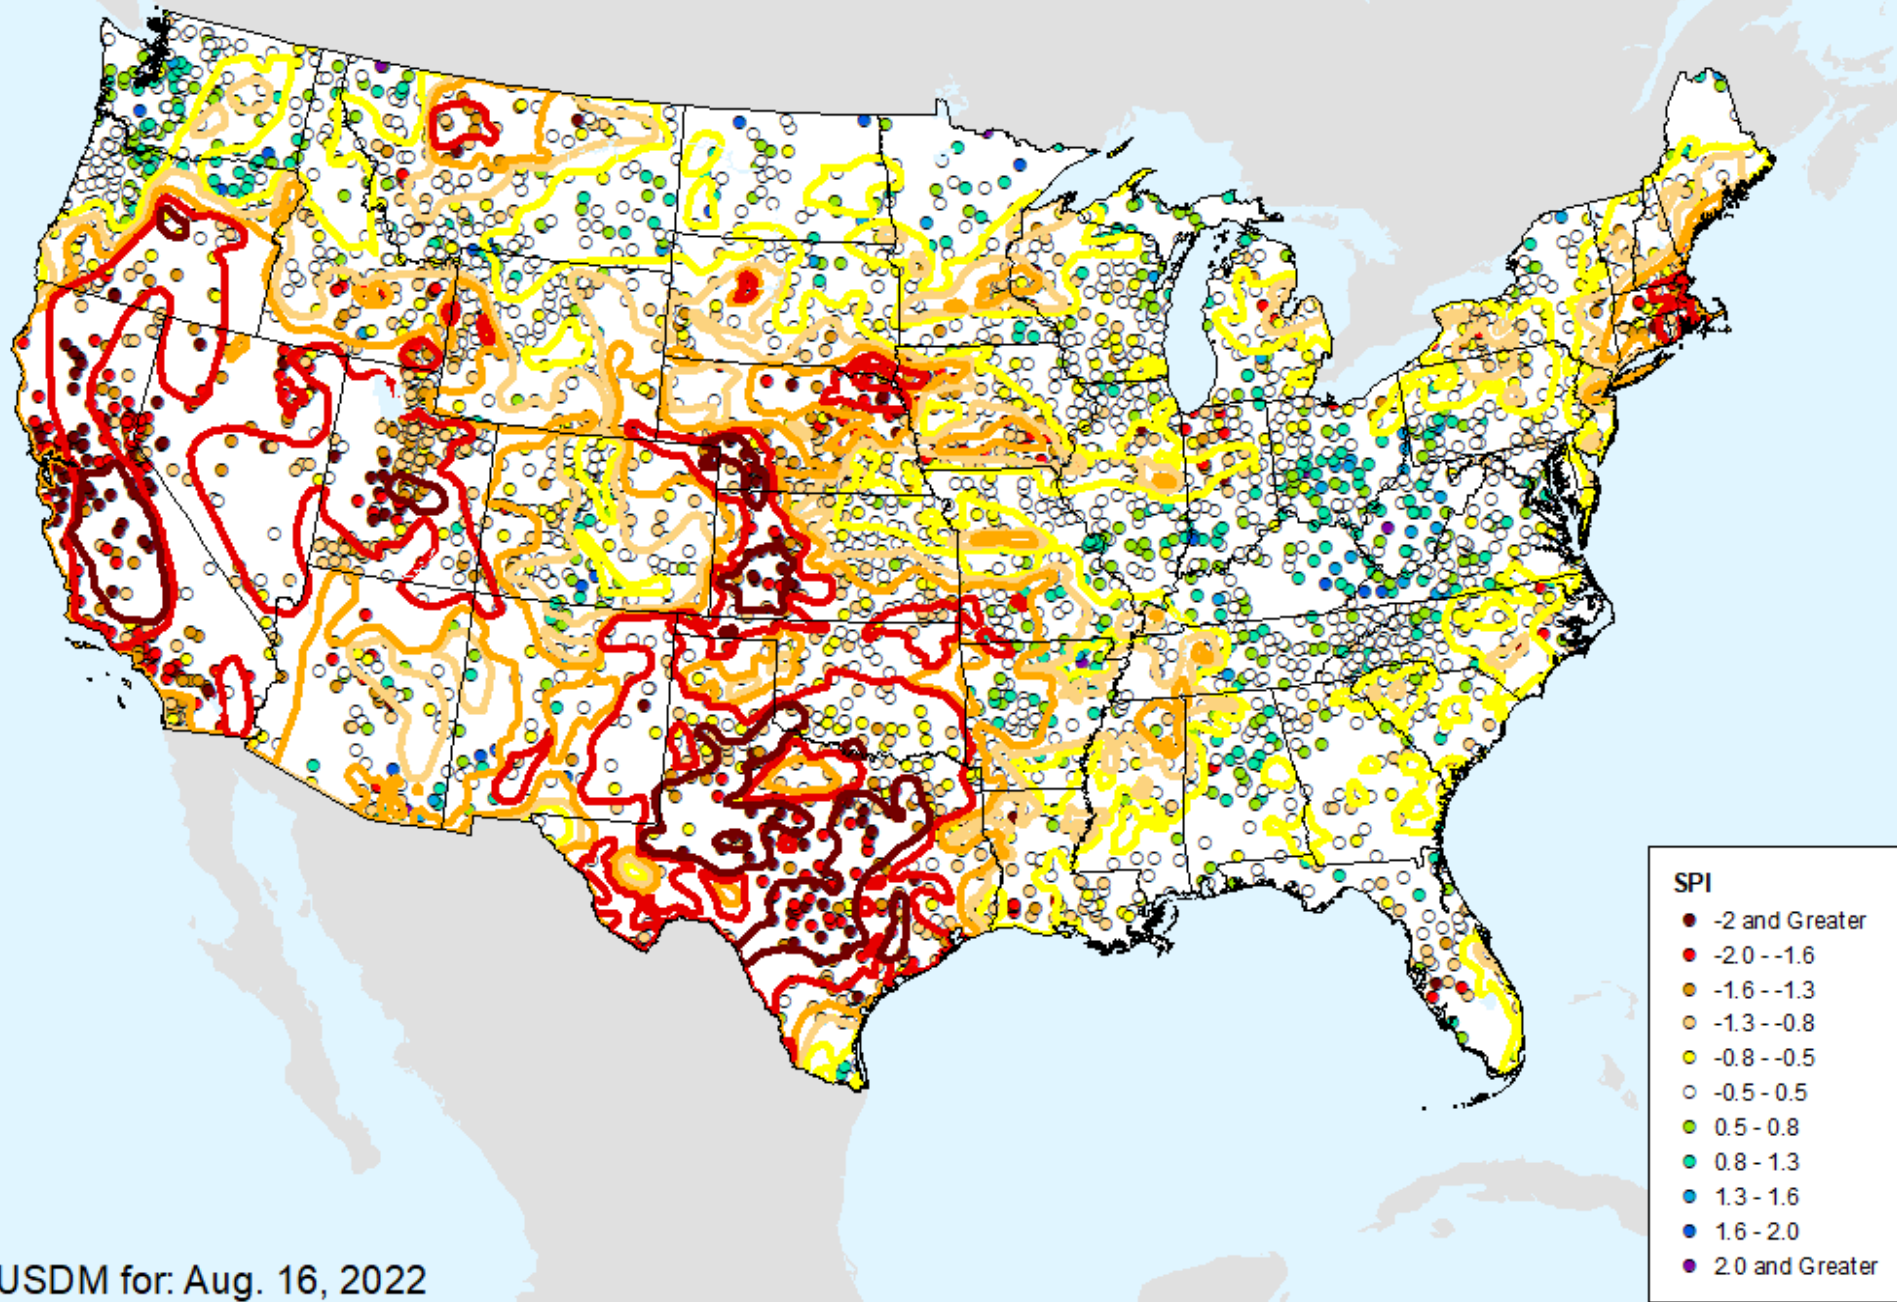 SPI
-2 and Greater
-2.0 - -1.6
-1.6 - -1.3
-1.3 - -0.8
-0.8 - -0.5
-0.5 - 0.5
0.5 - 0.8
0.8 - 1.3
1.3 - 1.6
1.6 - 2.0
2.0 and Greater
USDM for: Aug. 16, 2022